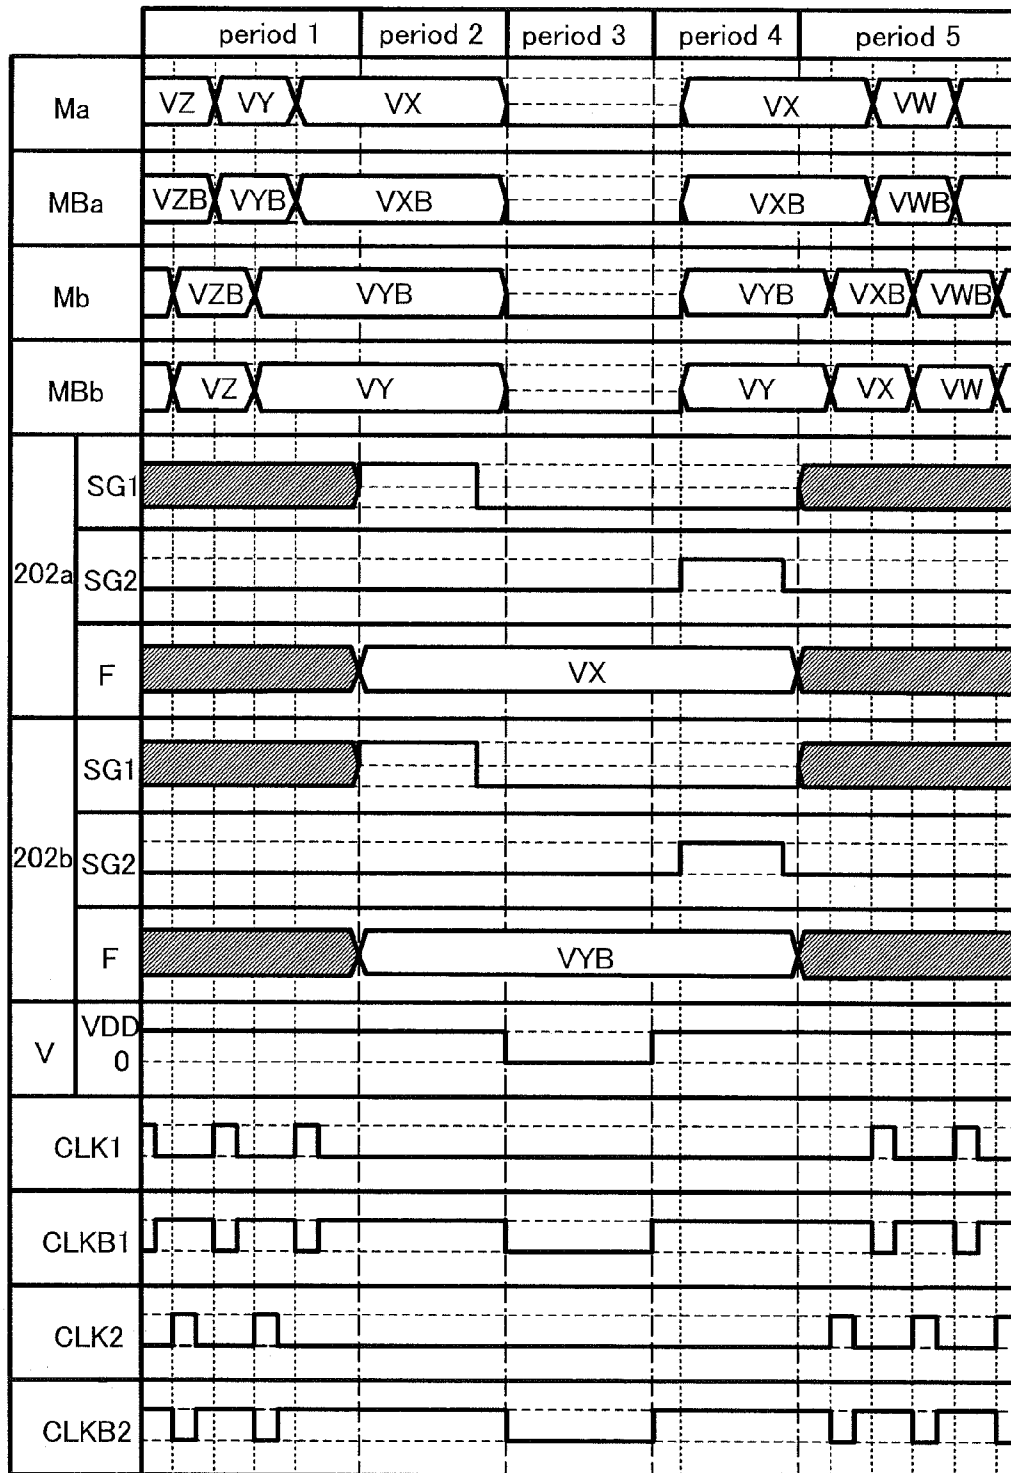 period 1 period 2 period 3 period 4 period 5
Ma VZ VY VX VX VW
MBa VZB VYB VXB VXB VWB
Mb VZB VYB VYB VXB VWB
MBb VZ VY VY VX VW
202a
SG1
SG2
F VX
202b
SG1
SG2
F VYB
V VDD
0
CLK1
CLKB1
CLK2
CLKB2